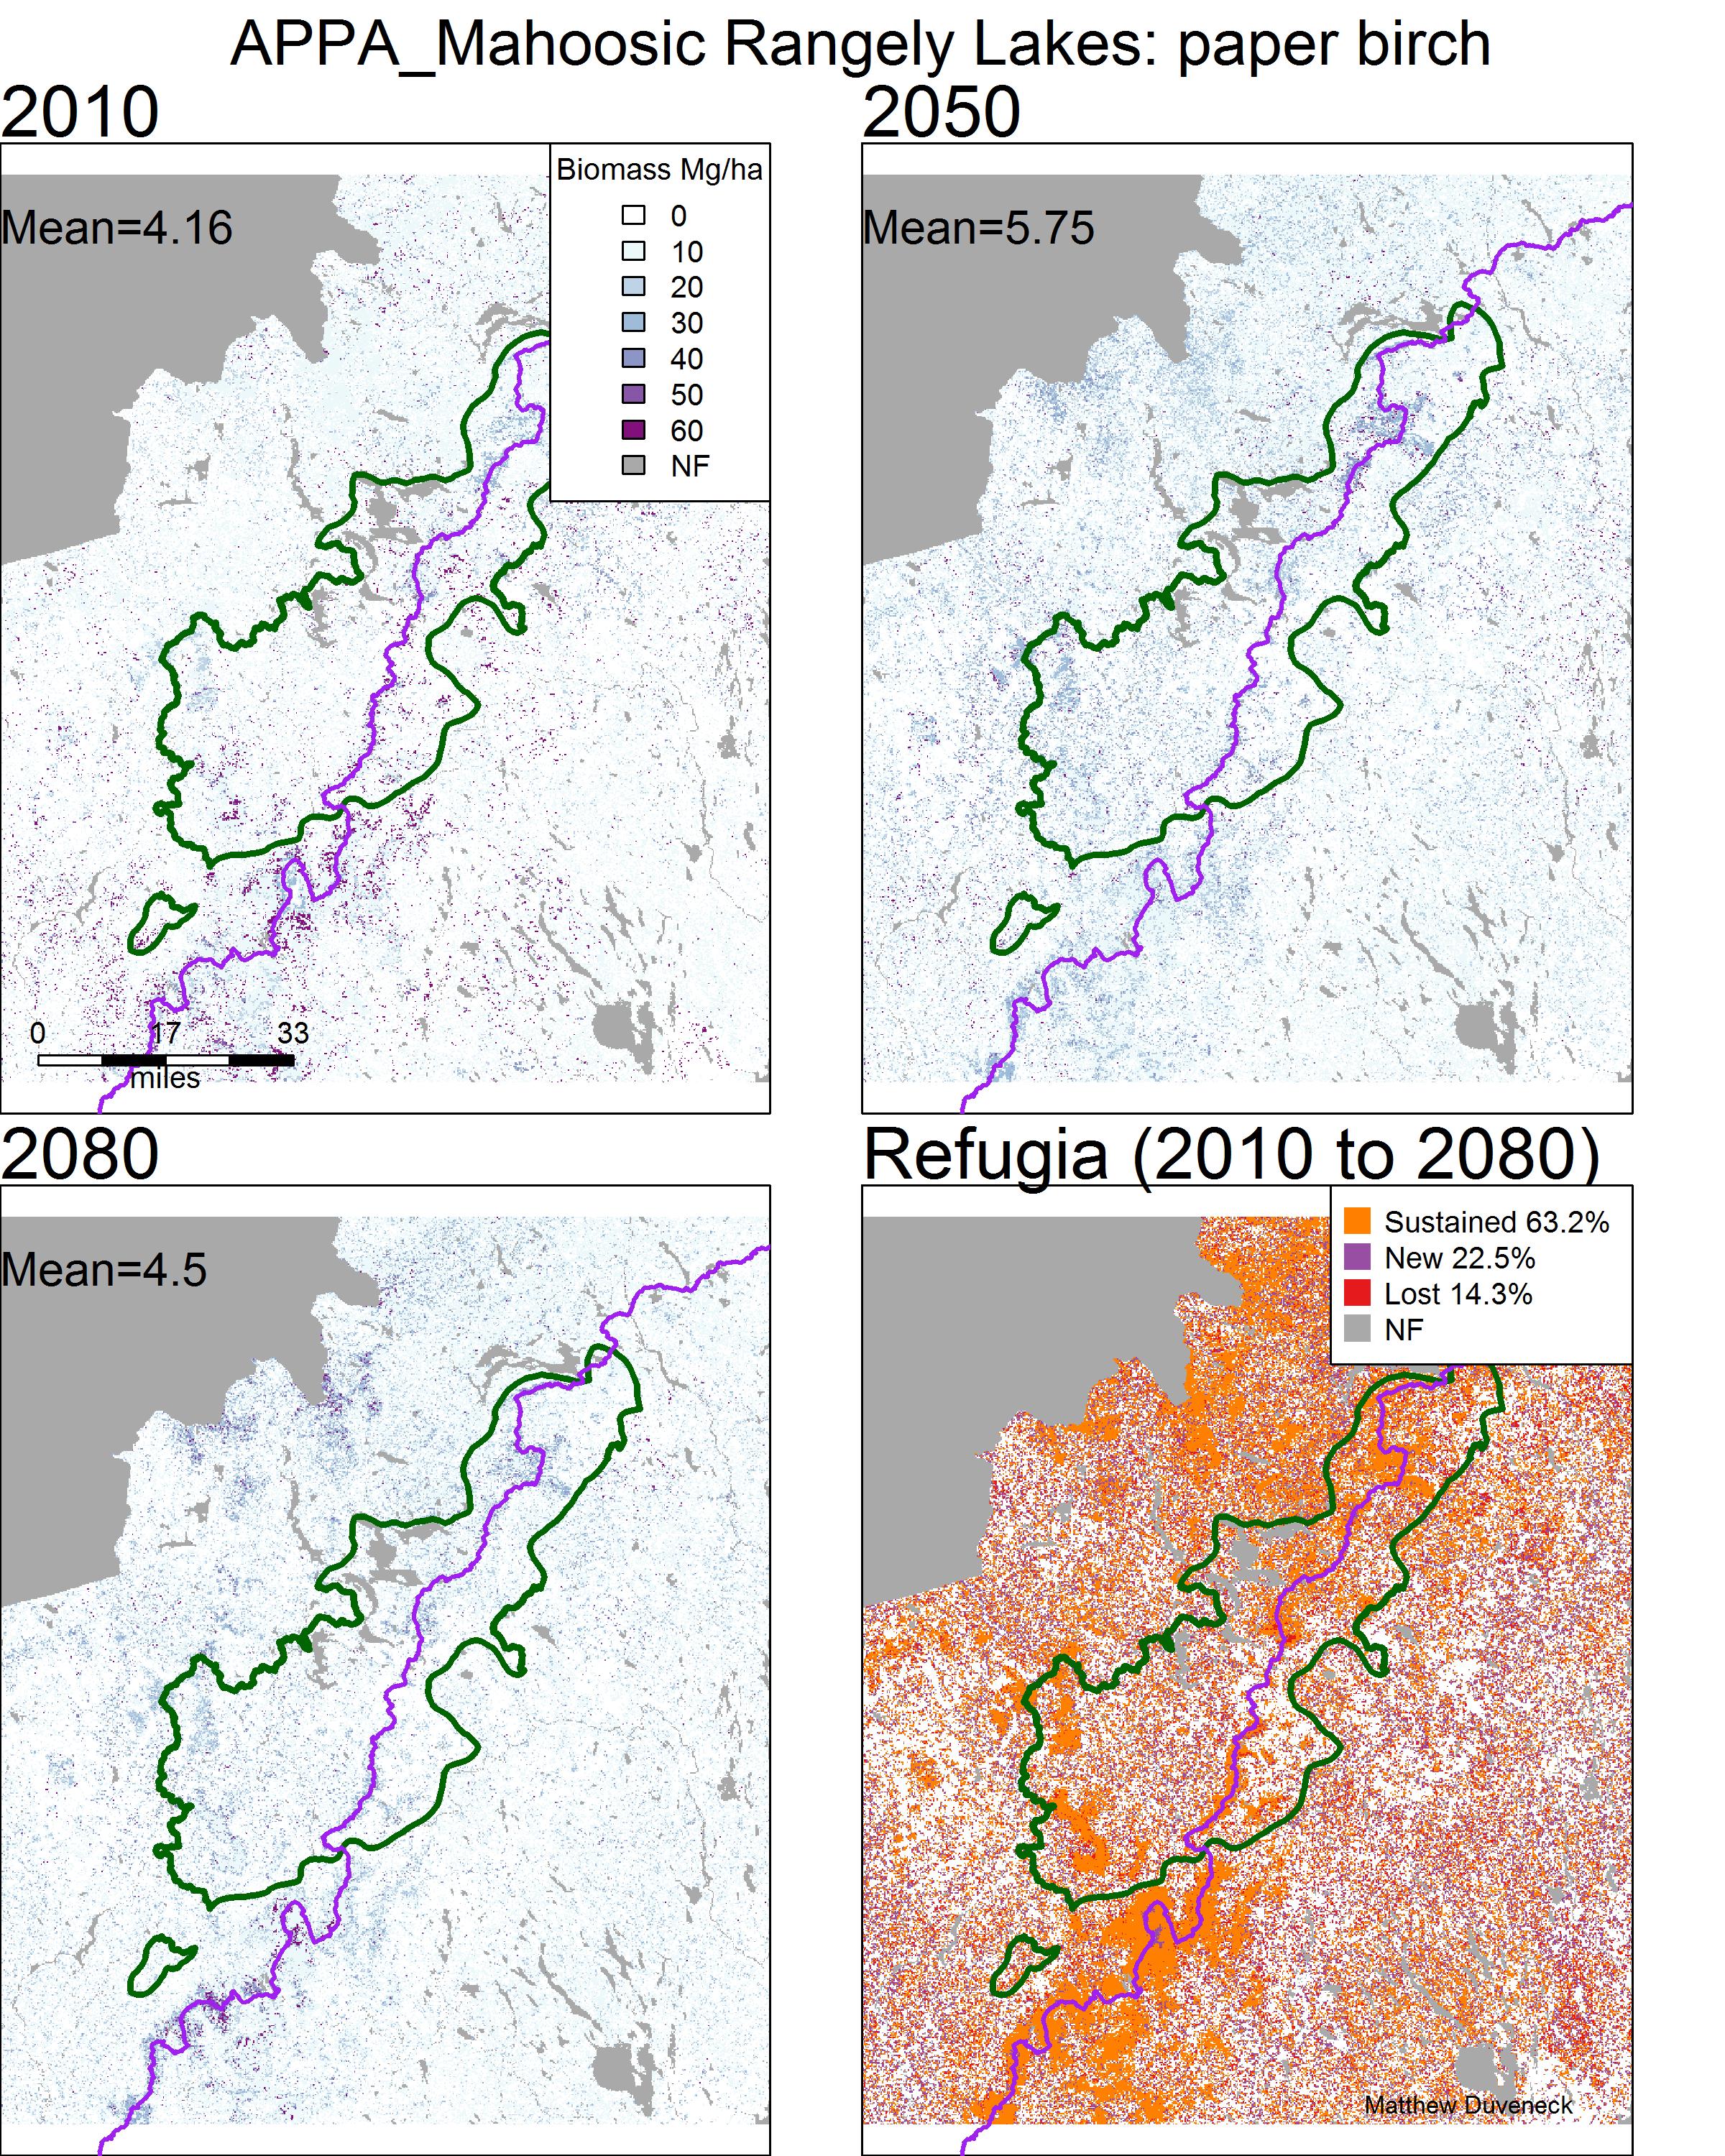 APPA_Mahoosic Rangely Lakes: paper birch
2010
Mean=4.16
Biomass Mg/ha
0
10
20
30
40
50
60
NF
0 17 33
miles
2050
Mean=5.75
2080
Mean=4.5
Refugia (2010 to 2080)
Sustained 63.2%
New 22.5%
Lost 14.3%
NF
Matthew Duveneck